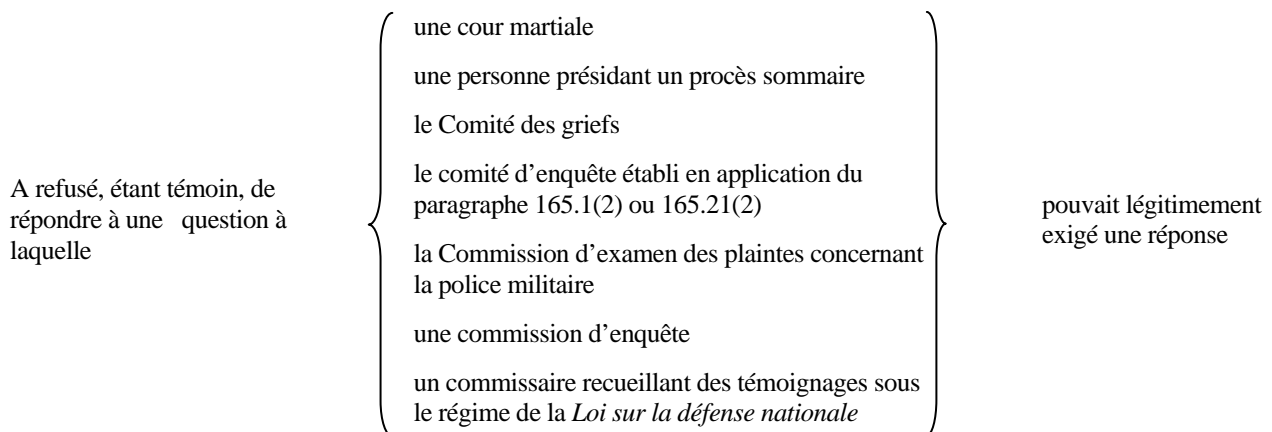 A refusé, étant témoin, de
répondre à une question à
laquelle
une cour martiale
une personne présidant un procès sommaire
le Comité des griefs
le comité d’enquête établi en application du
paragraphe 165.1(2) ou 165.21(2)
la Commission d’examen des plaintes concernant
la police militaire
une commission d’enquête
un commissaire recueillant des témoignages sous
le régime de la Loi sur la défense nationale
pouvait légitimement
exigé une réponse